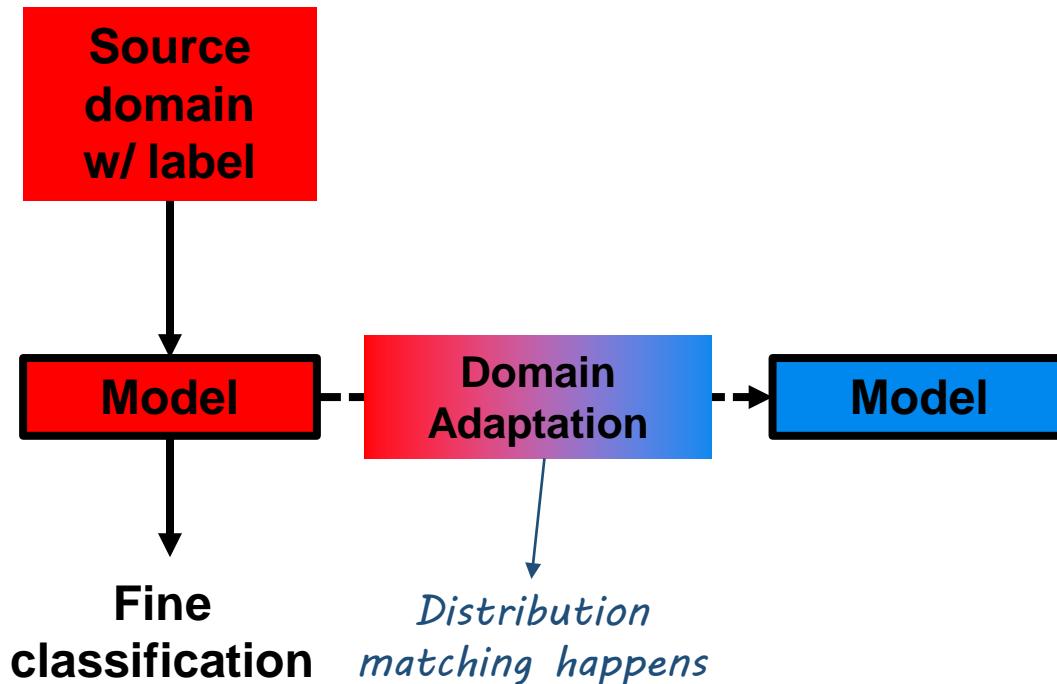 Source
domain
w/ label
Model
Domain
Adaptation
Model
Fine
classification
Distribution
matching happens